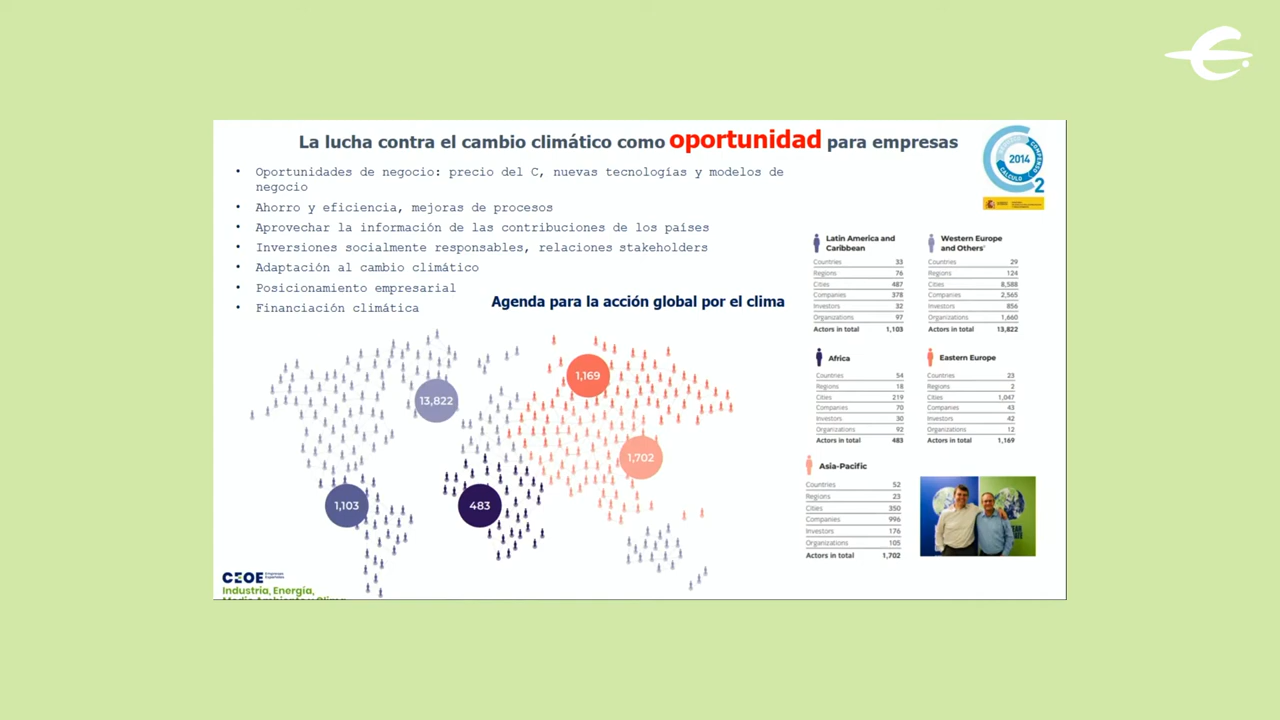 La lucha contra el cambio climático como oportunidad para empresas
• Oportunidades de negocio: precio del C, nuevas tecnologías y modelos de
negocio
• Ahorro y eficiencia, mejoras de procesos
• Aprovechar la información de las contribuciones de los países
• Inversiones socialmente responsables, relaciones stakeholders
• Adaptación al cambio climático
• Posicionamiento empresarial
Financiación climática
Agenda para la acción global por el clima
13,822
1,169
1,702
1,103
483
CEOE Empresas
Españolas
Industria, Energía,
Medio Ambiente y Clima
2014
CALCULO
2
Latin America and
Caribbean
Countries 33
Regions 76
Cities 487
Companies 378
Investors 32
Organizations 97
Actors in total 1,103
Western Europe
and Others*
Countries 29
Regions 124
Cities 8,588
Companies 2,565
Investors 856
Organizations 1,660
Actors in total 13,822
Africa
Countries 54
Regions 18
Cities 219
Companies 70
Investors 30
Organizations 92
Actors in total 483
Eastern Europe
Countries 23
Regions 2
Cities 1,047
Companies 43
Investors 42
Organizations 12
Actors in total 1,169
Asia-Pacific
Countries 52
Regions 23
Cities 350
Companies 996
Investors 176
Organizations 105
Actors in total 1,702